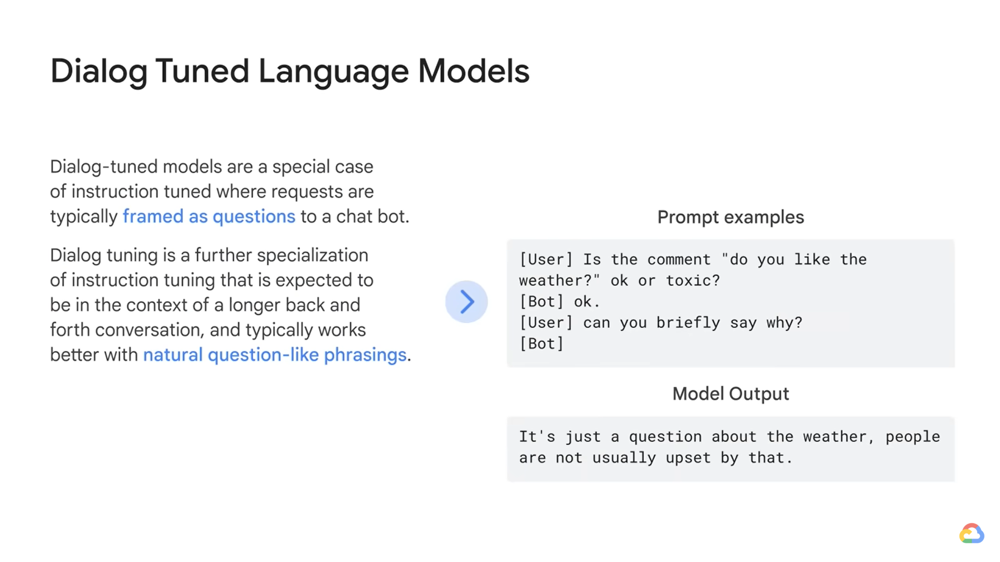 Dialog Tuned Language Models
Dialog-tuned models are a special case
of instruction tuned where requests are
typically framed as questions to a chat bot.
Dialog tuning is a further specialization
of instruction tuning that is expected to
be in the context of a longer back and
forth conversation, and typically works
better with natural question-like phrasings.
Prompt examples
[User] Is the comment "do you like the
weather?" ok or toxic?
[Bot] ok.
[User] can you briefly say why?
[Bot]
Model Output
It's just a question about the weather, people
are not usually upset by that.